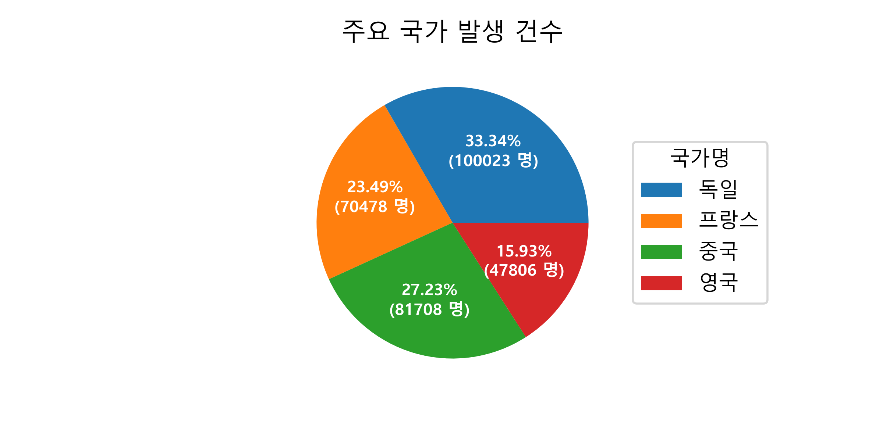 주요 국가 발생 건수
33.34%
(100023 명)
23.49%
(70478 명)
27.23%
(81708 명)
15.93%
(47806 명)
국가명
독일
프랑스
중국
영국